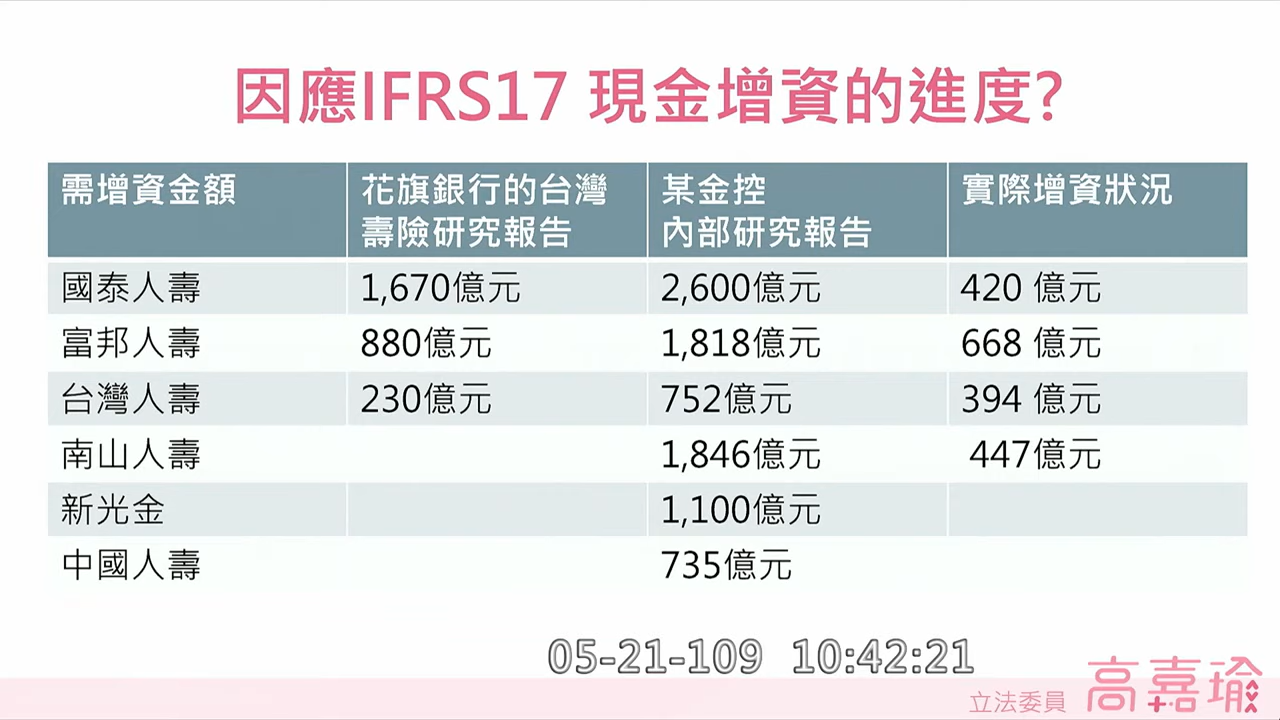 因應IFRS17 現金增資的進度?
需增資金額 花旗銀行的台灣壽險研究報告 某金控內部研究報告 實際增資狀況
國泰人壽 1,670億元 2,600億元 420 億元
富邦人壽 880億元 1,818億元 668 億元
台灣人壽 230億元 752億元 394 億元
南山人壽 1,846億元 447億元
新光金 1,100億元
中國人壽 735億元
05-21-109 10:42:21
立法委員 高嘉瑜